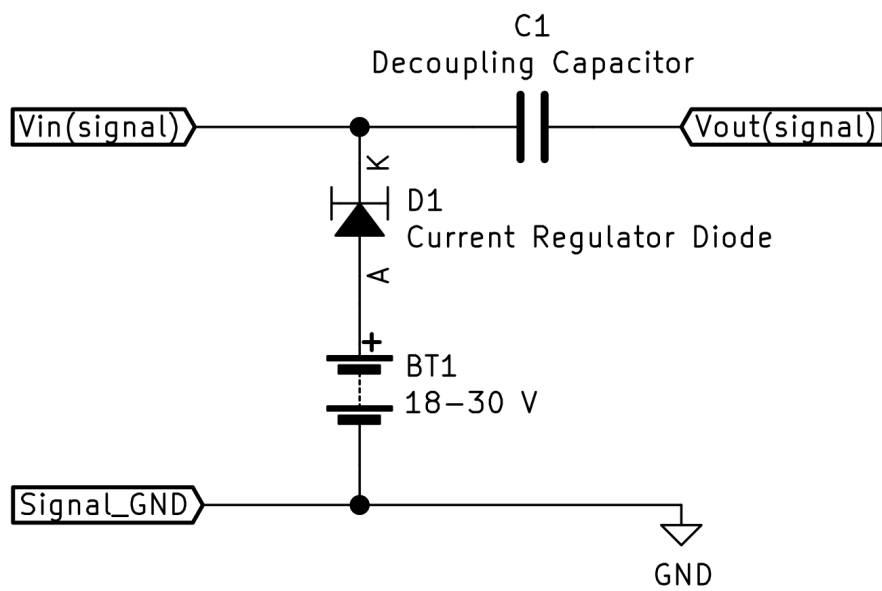 C1
Decoupling Capacitor
Vin(signal)
Vout(signal)
K
D1
Current Regulator Diode
A
+
BT1
18-30 V
Signal_GND
GND